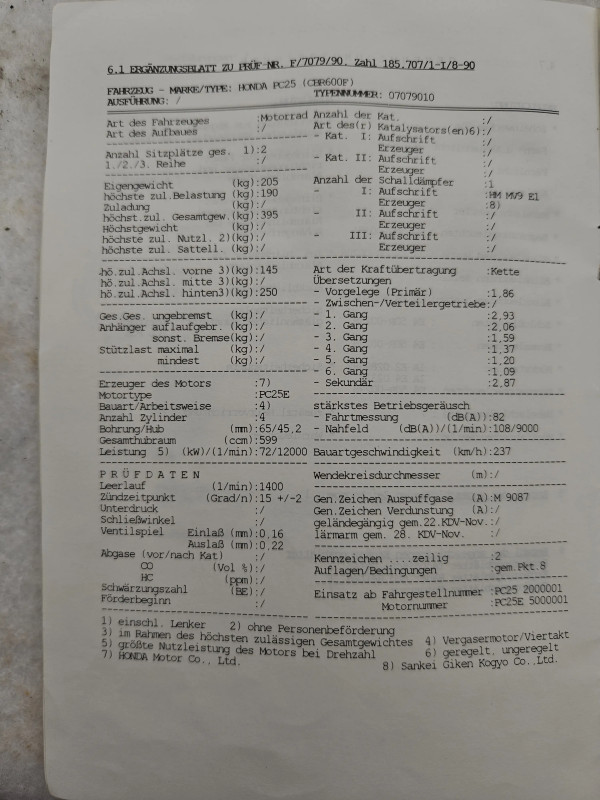 6.1 ERGÄNZUNGSBLATT ZU PRÜF-NR. F/7079/90, Zahl 185.707/1-I/8-90
FAHRZEUG - MARKE/TYPE: HONDA PC25 (CBR600F)
AUSFÜHRUNG: /
TYPENNUMMER: 07079010
Art des Fahrzeuges :Motorrad
Art des Aufbaues :/
Anzahl Sitzplätze ges. 1):2
1./2./3. Reihe :/
Eigengewicht (kg):205
höchste zul.Belastung (kg):190
Zuladung (kg):/
höchst.zul. Gesamtgew.(kg):395
Höchstgewicht (kg):/
höchste zul. Nutzl. 2)(kg):/
höchste zul. Sattell. (kg):/
hö.zul.Achsl. vorne 3)(kg):145
hö.zul.Achsl. mitte 3)(kg):/
hö.zul.Achsl. hinten3)(kg):250
Ges.Ges. ungebremst (kg):/
Anhänger auflaufgebr. (kg):/
sonst. Bremse(kg):/
Stützlast maximal (kg):/
mindest (kg):/
Erzeuger des Motors :7)
Motortype :PC25E
Bauart/Arbeitsweise :4)
Anzahl Zylinder :4
Bohrung/Hub (mm):65/45,2
Gesamthubraum (ccm):599
Leistung 5) (kW)/(1/min):72/12000
PRÜFDATEN
Leerlauf (1/min):1400
Zündzeitpunkt (Grad/n):15 +/-2
Unterdruck :/
Schließwinkel :/
Ventilspiel Einlaß (mm):0,16
Auslaß (mm):0,22
Abgase (vor/nach Kat) :/
CO (Vol %):/
HC (ppm):/
Schwärzungszahl (BE):/
Förderbeginn :/
Anzahl der Kat. :/
Art des(r) Katalysators(en)6):/
- Kat. I: Aufschrift :/
Erzeuger :/
- Kat. II: Aufschrift :/
Erzeuger :/
Anzahl der Schalldämpfer :1
- I: Aufschrift :HM MV9 E1
Erzeuger :8)
- II: Aufschrift :/
Erzeuger :/
- III: Aufschrift :/
Erzeuger :/
Art der Kraftübertragung :Kette
Übersetzungen
- Vorgelege (Primär) :1,86
- Zwischen-/Verteilergetriebe:/
- 1. Gang :2,93
- 2. Gang :2,06
- 3. Gang :1,59
- 4. Gang :1,37
- 5. Gang :1,20
- 6. Gang :1,09
- Sekundär :2,87
stärkstes Betriebsgeräusch
- Fahrtmessung (dB(A)):82
- Nahfeld (dB(A))/(1/min):108/9000
Bauartgeschwindigkeit (km/h):237
Wendekreisdurchmesser (m):/
Gen.Zeichen Auspuffgase (A):M 9087
Gen.Zeichen Verdunstung (A):/
geländegängig gem.22.KDV-Nov.:/
lärmarm gem. 28. KDV-Nov. :/
Kennzeichen ....zeilig :2
Auflagen/Bedingungen :gem.Pkt.8
Einsatz ab Fahrgestellnummer :PC25 2000001
Motornummer :PC25E 5000001
1) einschl. Lenker 2) ohne Personenbeförderung
3) im Rahmen des höchsten zulässigen Gesamtgewichtes 4) Vergasermotor/Viertakt
5) größte Nutzleistung des Motors bei Drehzahl 6) geregelt, ungeregelt
7) HONDA Motor Co., Ltd. 8) Sankei Giken Kogyo Co.,Ltd.